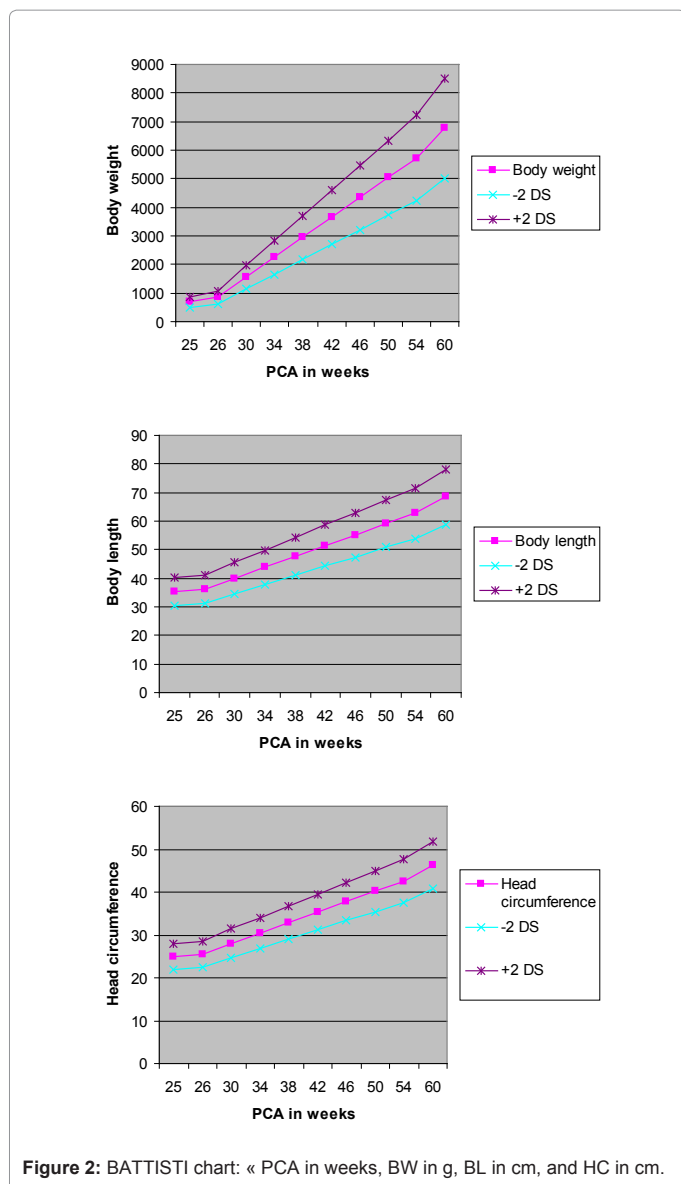 9000
8000
7000
6000
5000
4000
3000
2000
1000
0
Body weight
25 26 30 34 38 42 46 50 54 60
PCA in weeks
Body weight
-2 DS
+2 DS
90
80
70
60
50
40
30
20
10
0
Body length
25 26 30 34 38 42 46 50 54 60
PCA in weeks
Body length
-2 DS
+2 DS
60
50
40
30
20
10
0
Head circumference
25 26 30 34 38 42 46 50 54 60
PCA in weeks
Head
circumference
-2 DS
+2 DS
Figure 2: BATTISTI chart: « PCA in weeks, BW in g, BL in cm, and HC in cm.